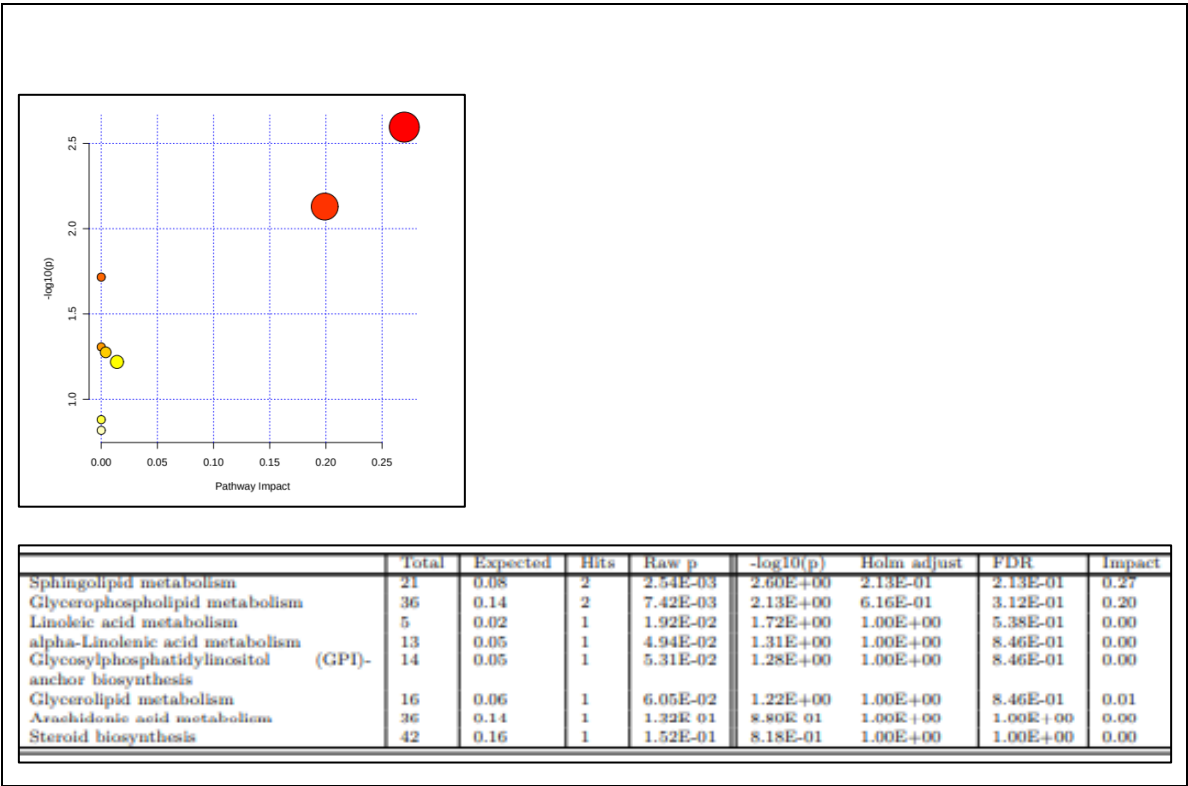 2.5
2.0
1.5
1.0
-log10(p)
0.00 0.05 0.10 0.15 0.20 0.25
Pathway Impact
Total Expected Hits Raw p -log10(p) Holm adjust FDR Impact
Sphingolipid metabolism 21 0.08 2 2.54E-03 2.60E+00 2.13E-01 2.13E-01 0.27
Glycerophospholipid metabolism 36 0.14 2 7.42E-03 2.13E+00 6.16E-01 3.12E-01 0.20
Linoleic acid metabolism 5 0.02 1 1.92E-02 1.72E+00 1.00E+00 5.38E-01 0.00
alpha-Linolenic acid metabolism 13 0.05 1 4.94E-02 1.31E+00 1.00E+00 8.46E-01 0.00
Glycosylphosphatidylinositol (GPI)- 14 0.05 1 5.31E-02 1.28E+00 1.00E+00 8.46E-01 0.00
anchor biosynthesis
Glycerolipid metabolism 16 0.06 1 6.05E-02 1.22E+00 1.00E+00 8.46E-01 0.01
Arachidonic acid metabolism 36 0.14 1 1.32E-01 8.80E-01 1.00E+00 1.00E+00 0.00
Steroid biosynthesis 42 0.16 1 1.52E-01 8.18E-01 1.00E+00 1.00E+00 0.00